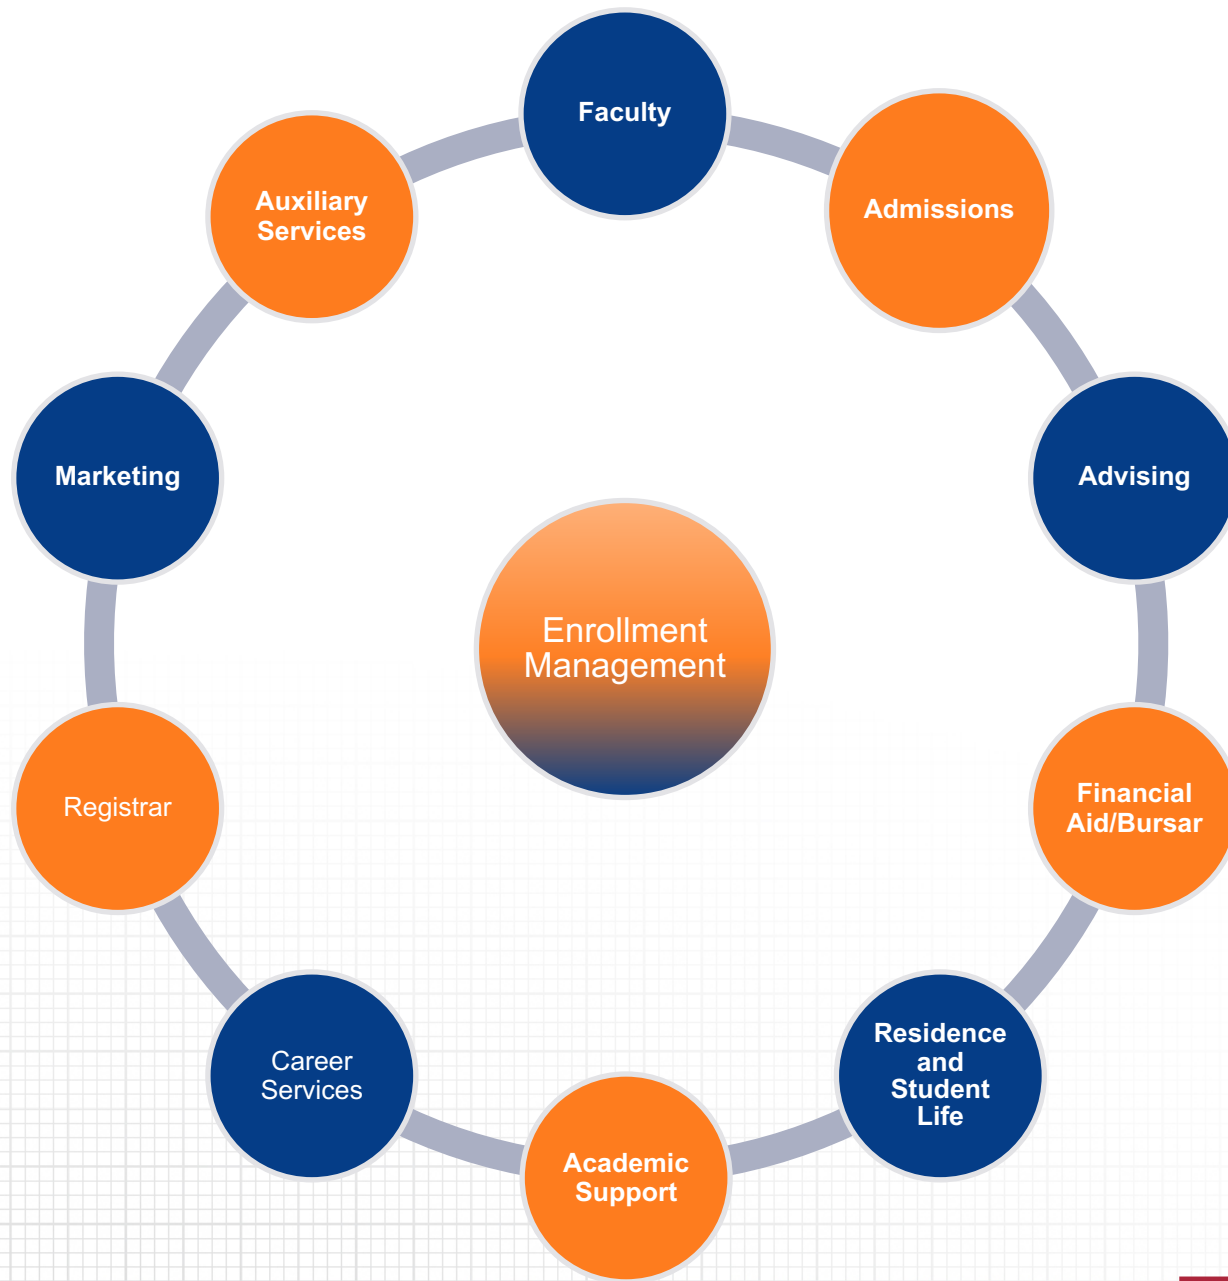 Faculty
Admissions
Advising
Financial
Aid/Bursar
Residence
and
Student
Life
Academic
Support
Career
Services
Registrar
Marketing
Auxiliary
Services
Enrollment
Management